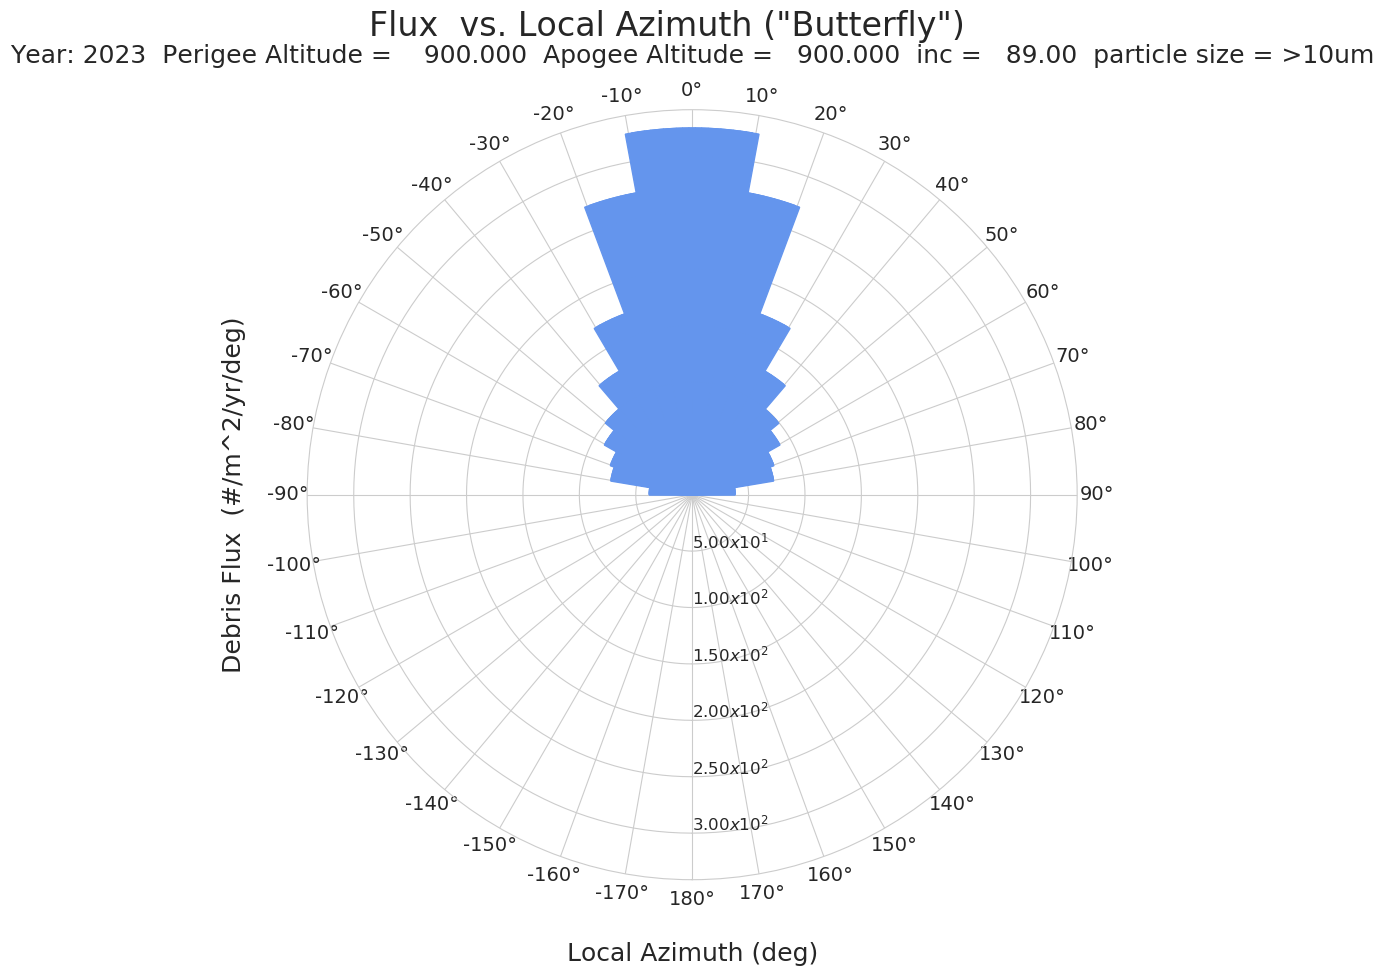 Flux  vs. Local Azimuth ("Butterfly")
Year: 2023  Perigee Altitude =    900.000  Apogee Altitude =   900.000  inc =   89.00  particle size = >10um
0°
-10° 10°
-20° 20°
-30° 30°
-40° 40°
-50° 50°
-60° 60°
-70° 70°
-80° 80°
-90° 90°
-100° 100°
-110° 110°
-120° 120°
-130° 130°
-140° 140°
-150° 150°
-160° 160°
-170° 170°
180°
5.00x10^1
1.00x10^2
1.50x10^2
2.00x10^2
2.50x10^2
3.00x10^2
Debris Flux  (#/m^2/yr/deg)
Local Azimuth (deg)